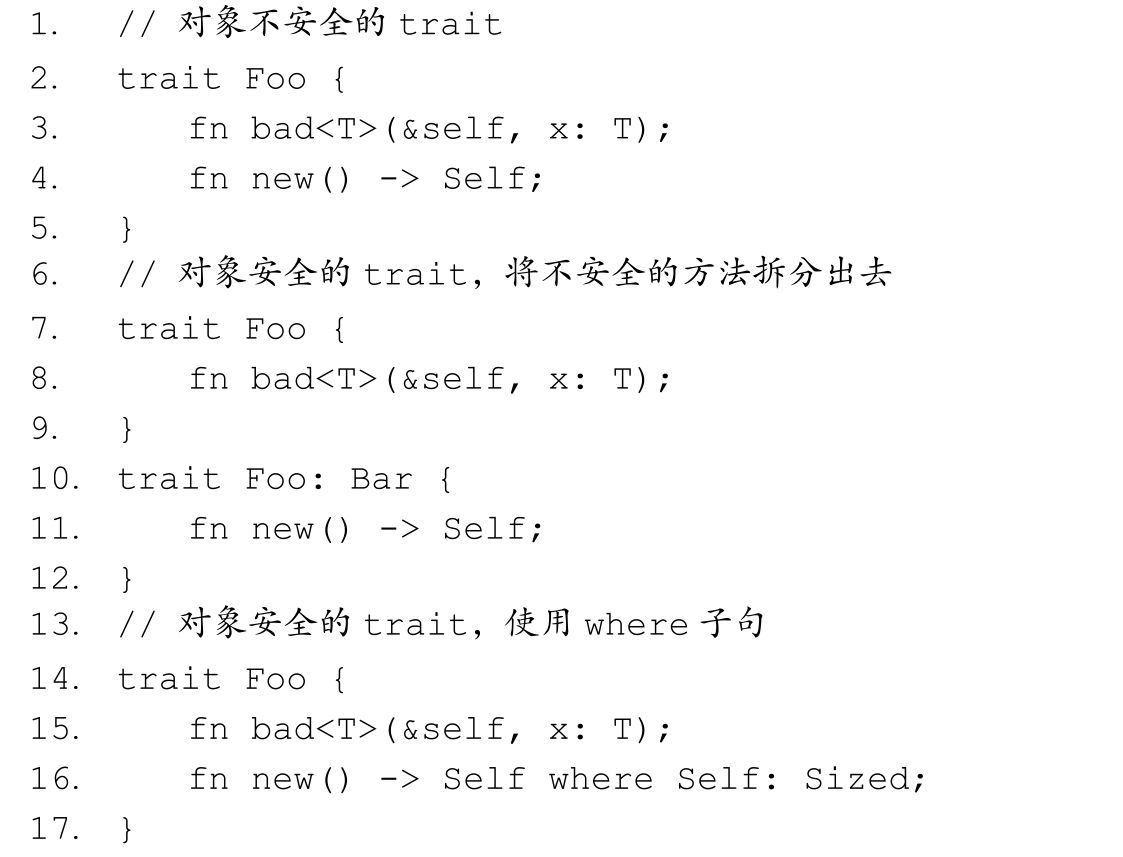 1. // 对象不安全的 trait
2. trait Foo {
3. fn bad<T>(&self, x: T);
4. fn new() -> Self;
5. }
6. // 对象安全的 trait，将不安全的方法拆分出去
7. trait Foo {
8. fn bad<T>(&self, x: T);
9. }
10. trait Foo: Bar {
11. fn new() -> Self;
12. }
13. // 对象安全的 trait，使用 where 子句
14. trait Foo {
15. fn bad<T>(&self, x: T);
16. fn new() -> Self where Self: Sized;
17. }